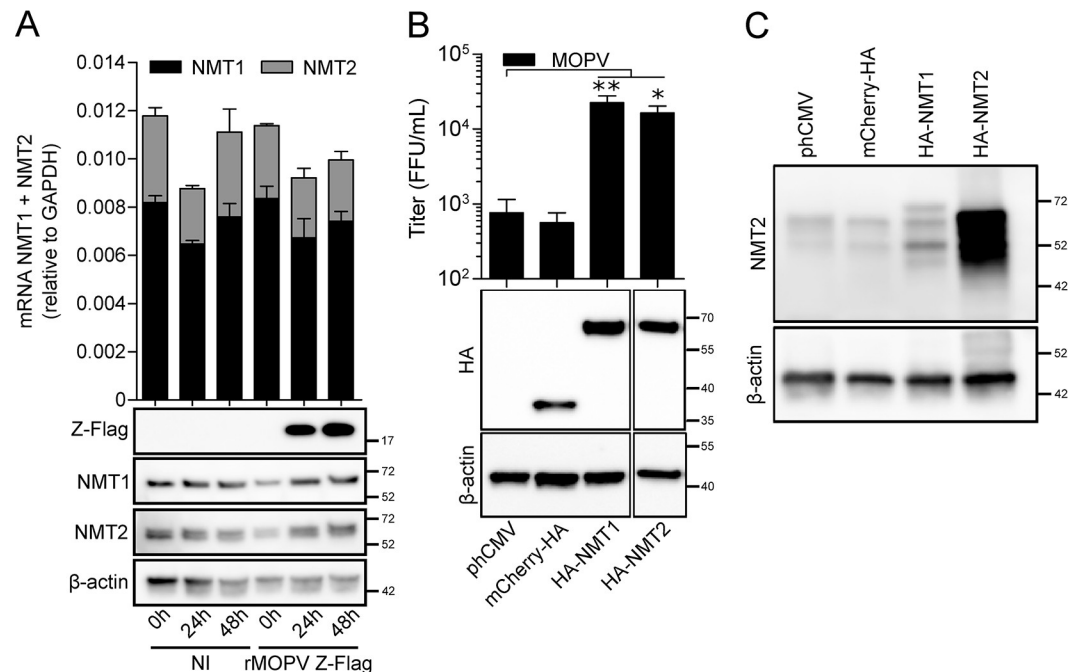 A
mRNA NMT1 + NMT2
(relative to GAPDH)
0.014
0.012
0.010
0.008
0.006
0.004
0.002
0
NMT1
NMT2
Z-Flag
17
NMT1
72
52
NMT2
72
52
β-actin
42
0h
24h
48h
0h
24h
48h
NI
rMOPV Z-Flag
B
Titer (FFU/mL)
10⁵
10⁴
10³
10²
MOPV
**
*
HA
70
55
40
35
β-actin
55
40
phCMV
mCherry-HA
HA-NMT1
HA-NMT2
C
phCMV
mCherry-HA
HA-NMT1
HA-NMT2
NMT2
72
52
42
β-actin
52
42